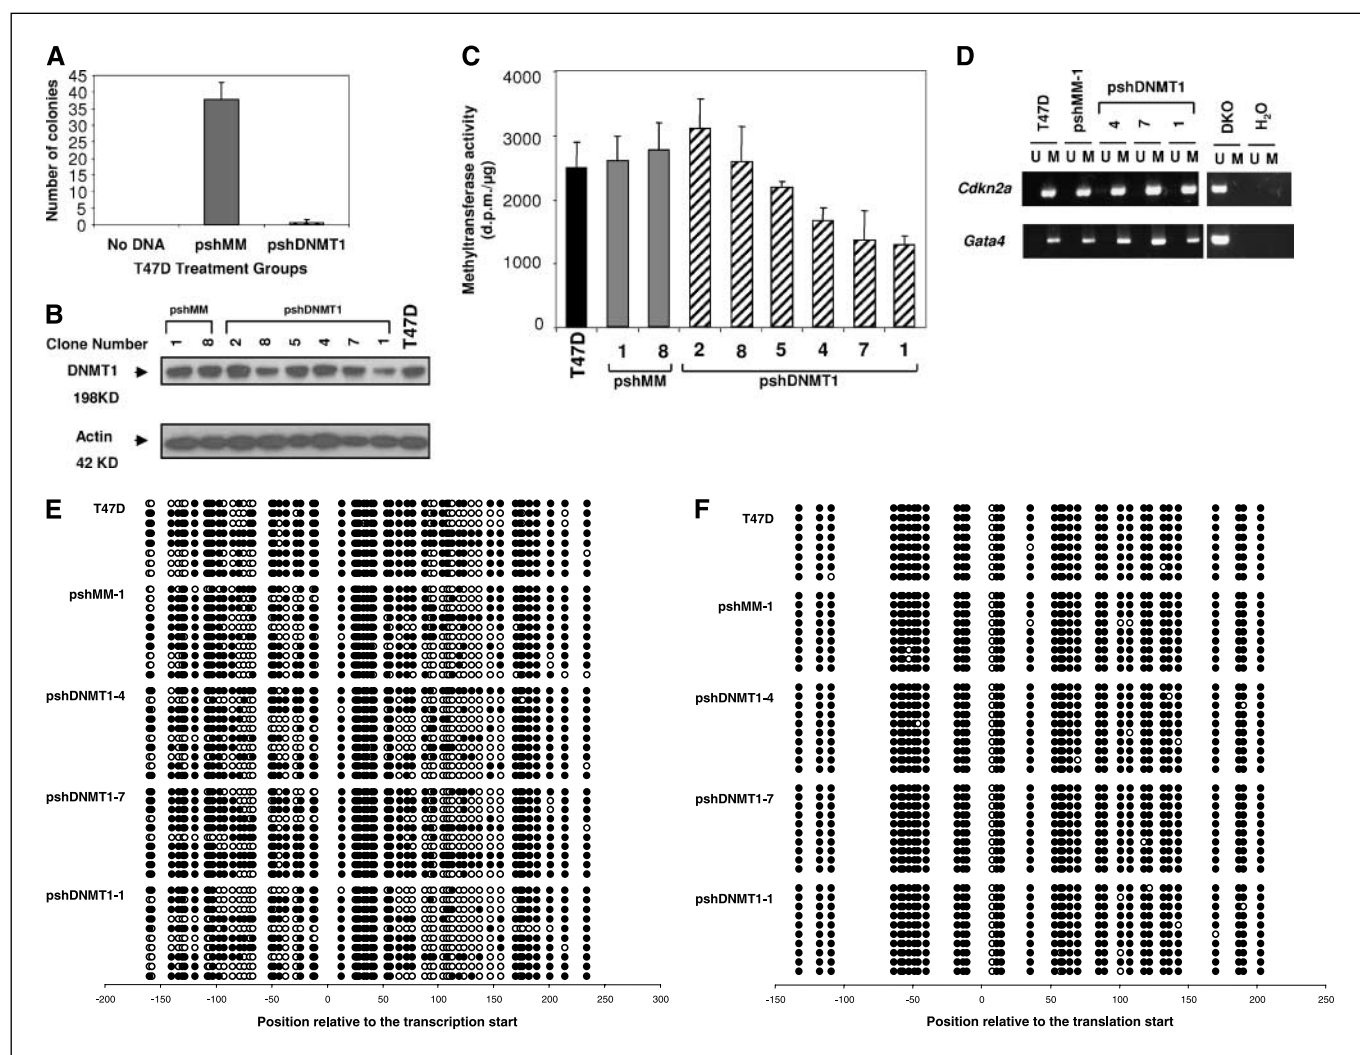 A
Number of colonies
45
40
35
30
25
20
15
10
5
0
No DNA pshMM pshDNMT1
T47D Treatment Groups
B
pshMM pshDNMT1
Clone Number 1 8 2 8 5 4 7 1 T47D
DNMT1
198KD
Actin
42 KD
C
Methyltransferase activity
(d.p.m./µg)
4000
3000
2000
1000
0
T47D 1 8 2 8 5 4 7 1
pshMM pshDNMT1
D
T47D pshMM-1 pshDNMT1 DKO H2O
4 7 1
U M U M U M U M U M U M U M
Cdkn2a
Gata4
E
T47D
pshMM-1
pshDNMT1-4
pshDNMT1-7
pshDNMT1-1
-200 -150 -100 -50 0 50 100 150 200 250 300
Position relative to the transcription start
F
T47D
pshMM-1
pshDNMT1-4
pshDNMT1-7
pshDNMT1-1
-150 -100 -50 0 50 100 150 200 250
Position relative to the translation start